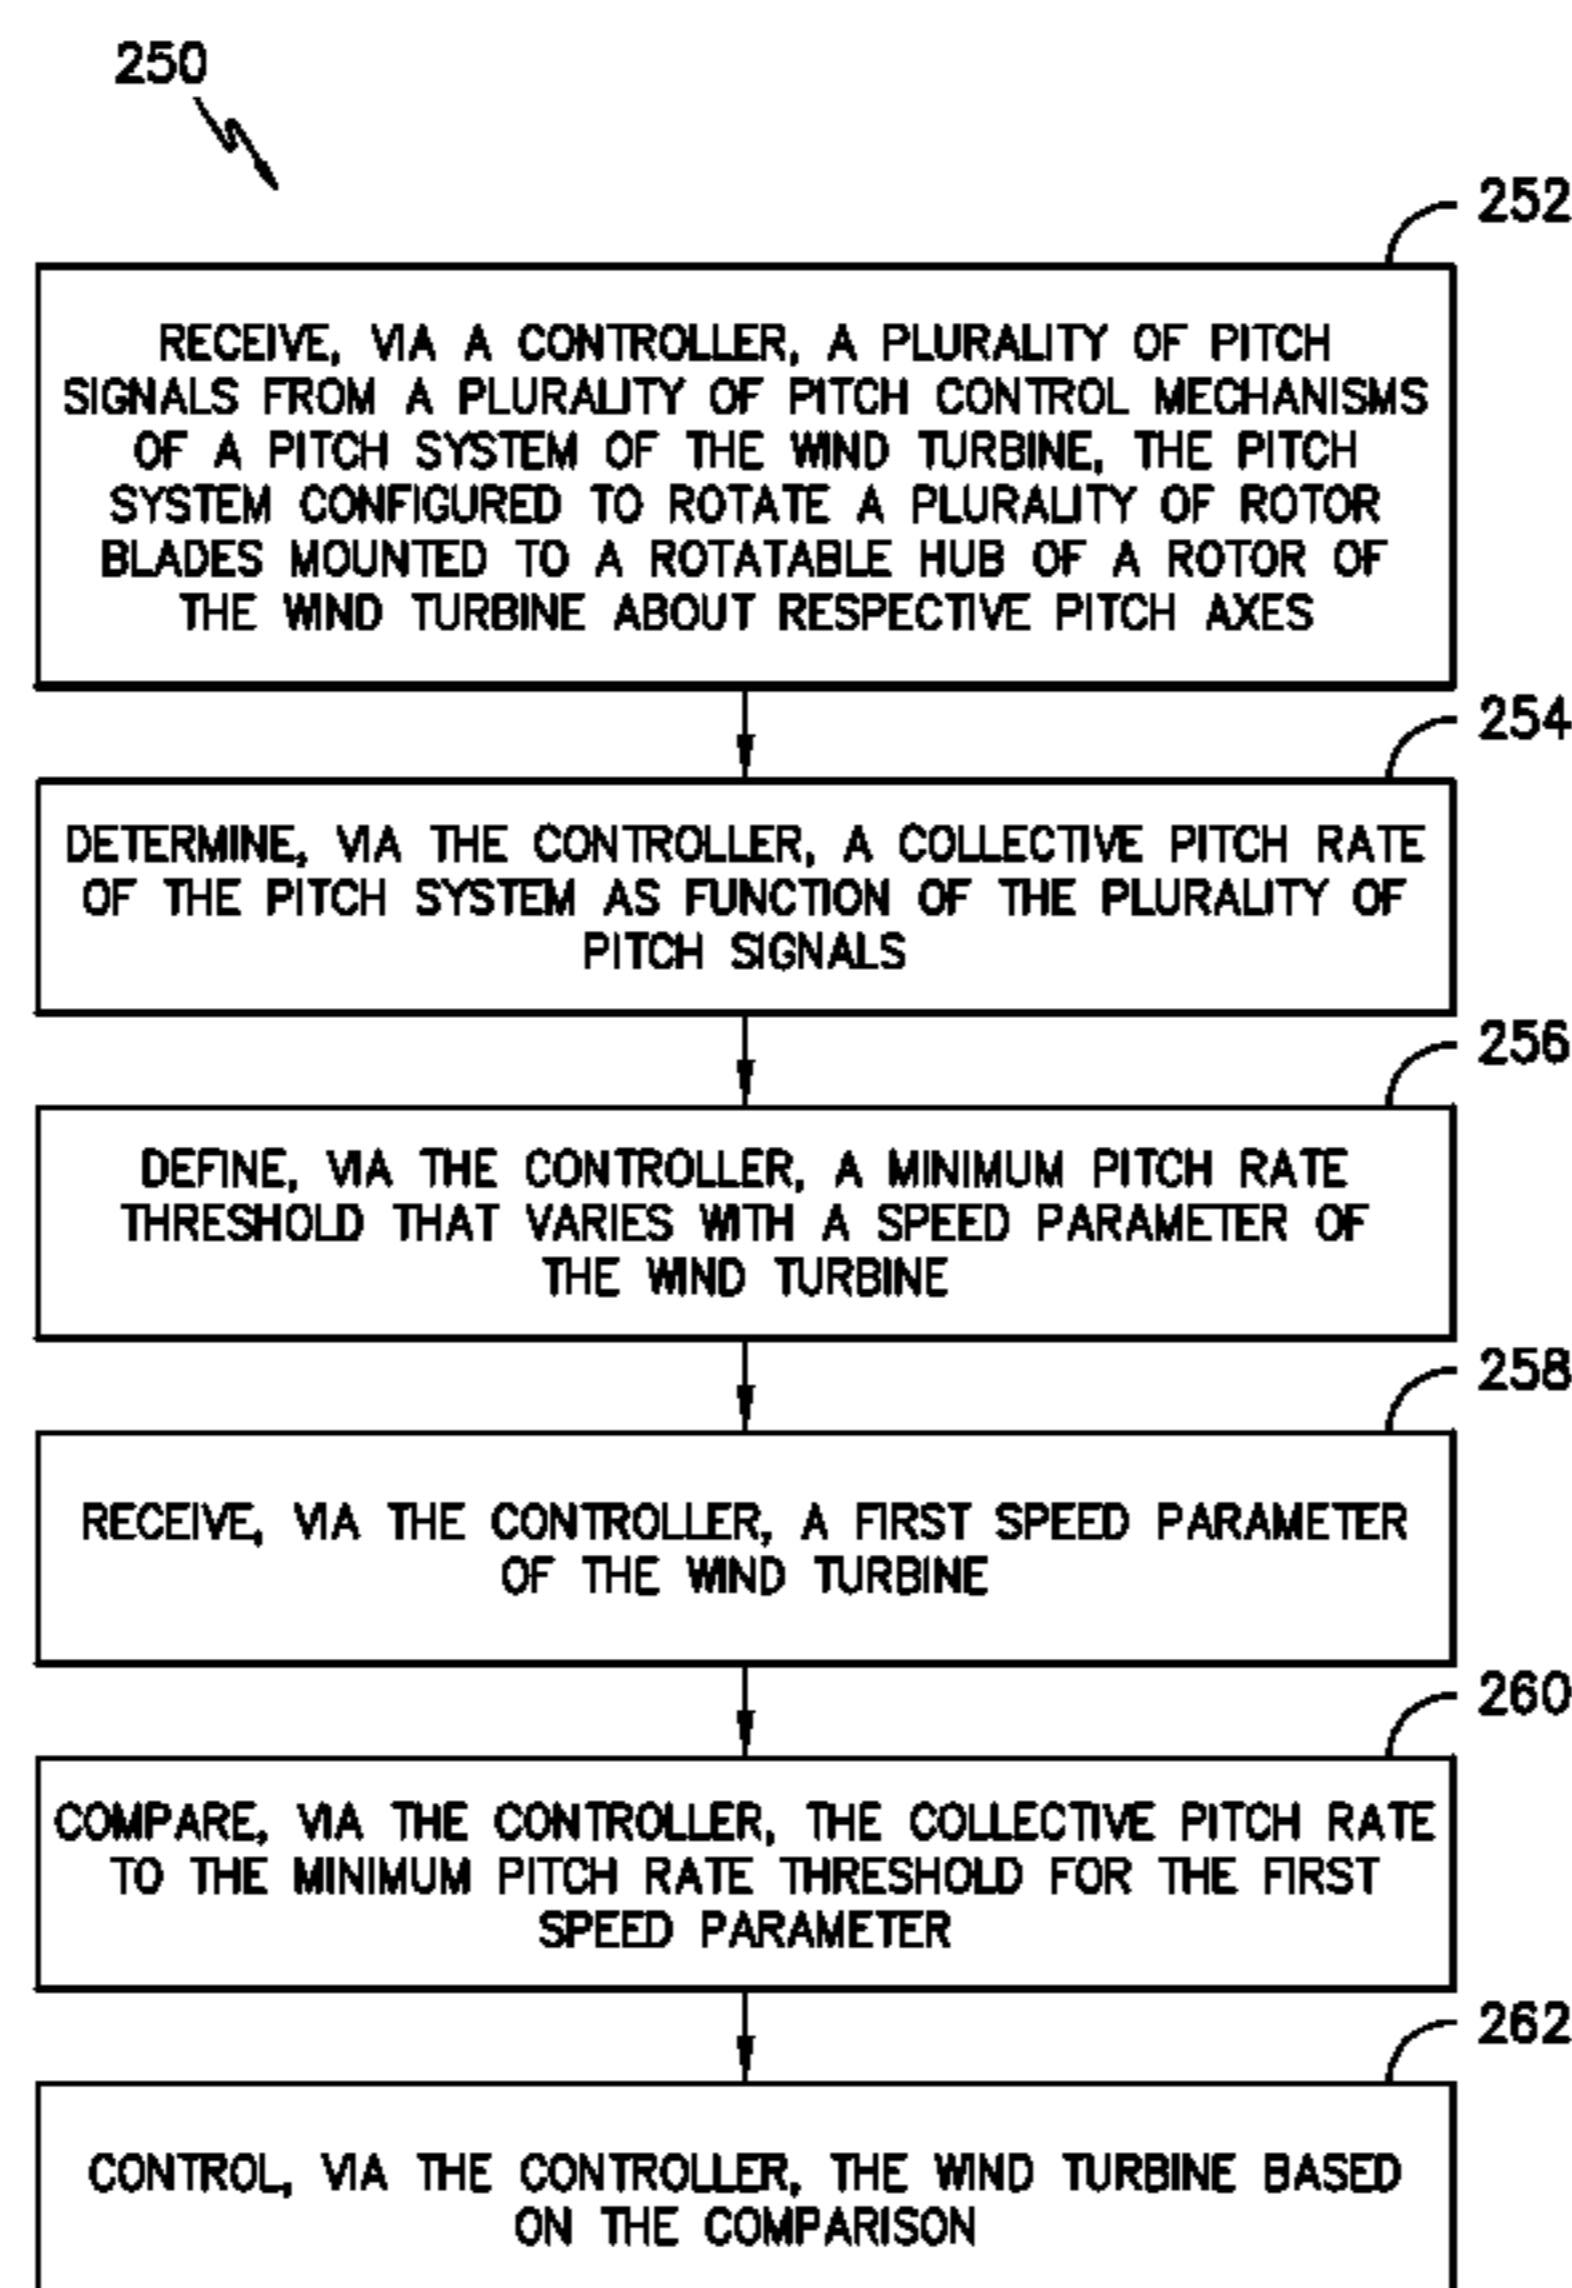 250
252
RECEIVE, VIA A CONTROLLER, A PLURALITY OF PITCH
SIGNALS FROM A PLURALITY OF PITCH CONTROL MECHANISMS
OF A PITCH SYSTEM OF THE WIND TURBINE, THE PITCH
SYSTEM CONFIGURED TO ROTATE A PLURALITY OF ROTOR
BLADES MOUNTED TO A ROTATABLE HUB OF A ROTOR OF
THE WIND TURBINE ABOUT RESPECTIVE PITCH AXES
254
DETERMINE, VIA THE CONTROLLER, A COLLECTIVE PITCH RATE
OF THE PITCH SYSTEM AS FUNCTION OF THE PLURALITY OF
PITCH SIGNALS
256
DEFINE, VIA THE CONTROLLER, A MINIMUM PITCH RATE
THRESHOLD THAT VARIES WITH A SPEED PARAMETER OF
THE WIND TURBINE
258
RECEIVE, VIA THE CONTROLLER, A FIRST SPEED PARAMETER
OF THE WIND TURBINE
260
COMPARE, VIA THE CONTROLLER, THE COLLECTIVE PITCH RATE
TO THE MINIMUM PITCH RATE THRESHOLD FOR THE FIRST
SPEED PARAMETER
262
CONTROL, VIA THE CONTROLLER, THE WIND TURBINE BASED
ON THE COMPARISON